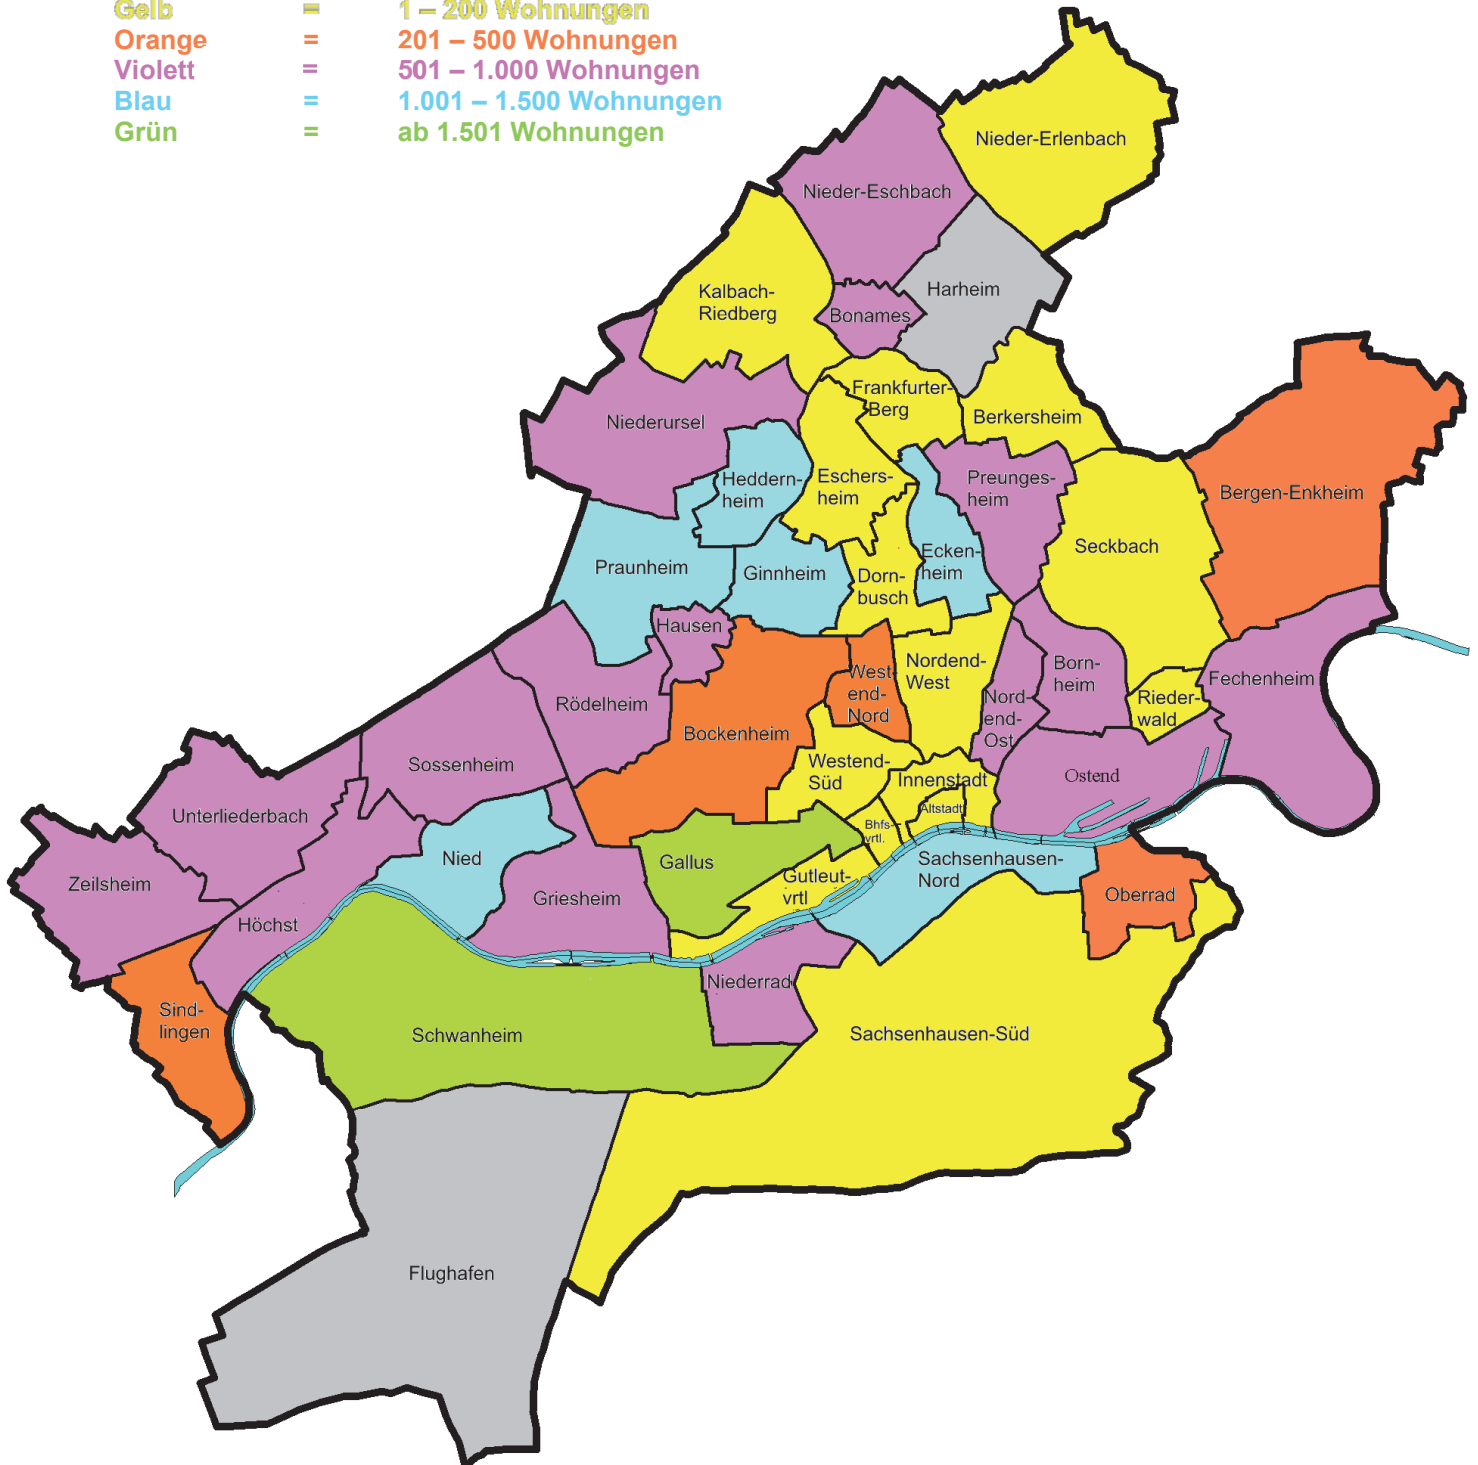 Gelb = 1 – 200 Wohnungen
Orange = 201 – 500 Wohnungen
Violett = 501 – 1.000 Wohnungen
Blau = 1.001 – 1.500 Wohnungen
Grün = ab 1.501 Wohnungen
Nieder-Erlenbach
Nieder-Eschbach
Harheim
Kalbach-
Riedberg
Bonames
Frankfurter-
Berg
Berkersheim
Niederursel
Heddern-
heim
Eschers-
heim
Preunges-
heim
Bergen-Enkheim
Seckbach
Praunheim
Ginnheim
Dorn-
busch
Ecken-
heim
Hausen
Nordend-
West
West-
end-
Nord
Born-
heim
Fechenheim
Rödelheim
Nord-
end-
Ost
Rieder-
wald
Bockenheim
Sossenheim
Westend-
Süd
Innenstadt
Ostend
Unterliederbach
Altstadt
Bhfs-
vrtl.
Zeilsheim
Nied
Gallus
Sachsenhausen-
Nord
Gutleut-
vrtl
Griesheim
Oberrad
Höchst
Niederrad
Sind-
lingen
Schwanheim
Sachsenhausen-Süd
Flughafen